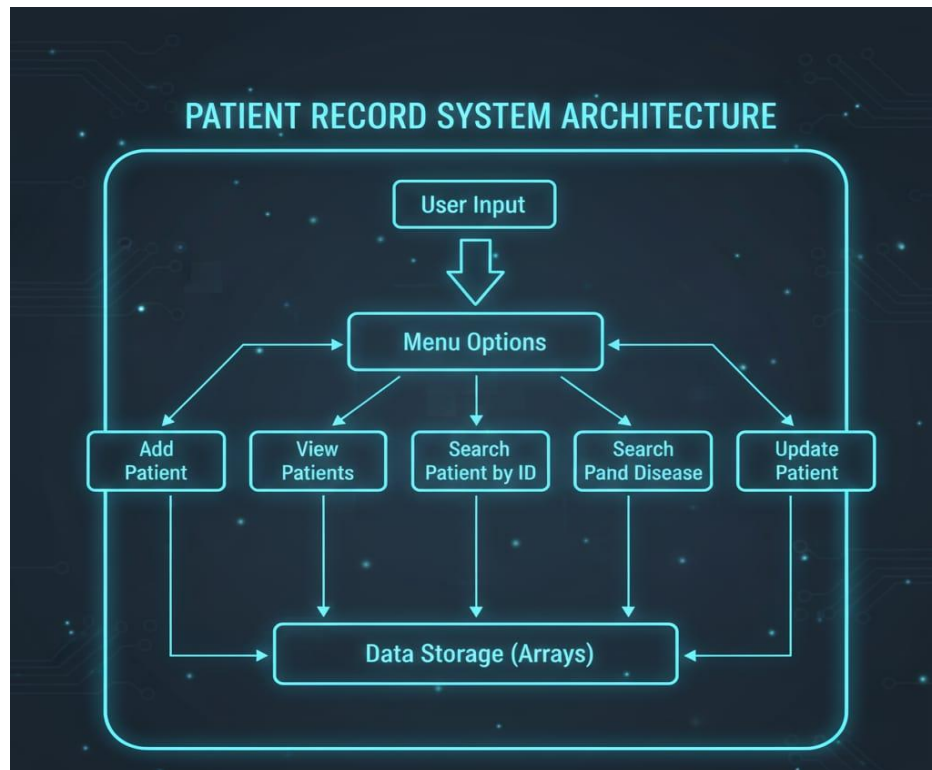 PATIENT RECORD SYSTEM ARCHITECTURE
User Input
Menu Options
Add
Patient
View
Patients
Search
Patient by ID
Search
Pand Disease
Update
Patient
Data Storage (Arrays)